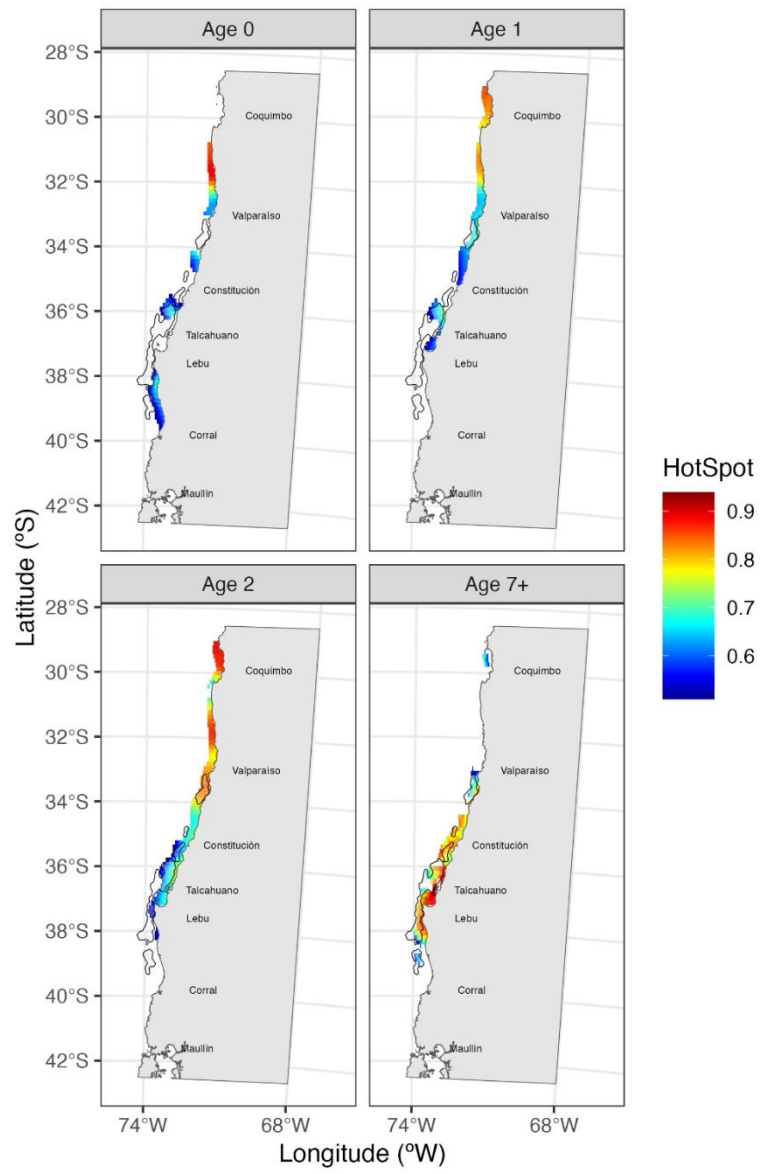 Age 0
Age 1
28°S
30°S
32°S
34°S
36°S
38°S
40°S
42°S
Coquimbo
Valparaíso
Constitución
Talcahuano
Lebu
Corral
Maullín
Coquimbo
Valparaíso
Constitución
Talcahuano
Lebu
Corral
Maullín
HotSpot
0.9
0.8
0.7
0.6
Latitude (ºS)
Age 2
Age 7+
28°S
30°S
32°S
34°S
36°S
38°S
40°S
42°S
Coquimbo
Valparaíso
Constitución
Talcahuano
Lebu
Corral
Maullín
Coquimbo
Valparaíso
Constitución
Talcahuano
Lebu
Corral
Maullín
74°W
68°W
74°W
68°W
Longitude (ºW)